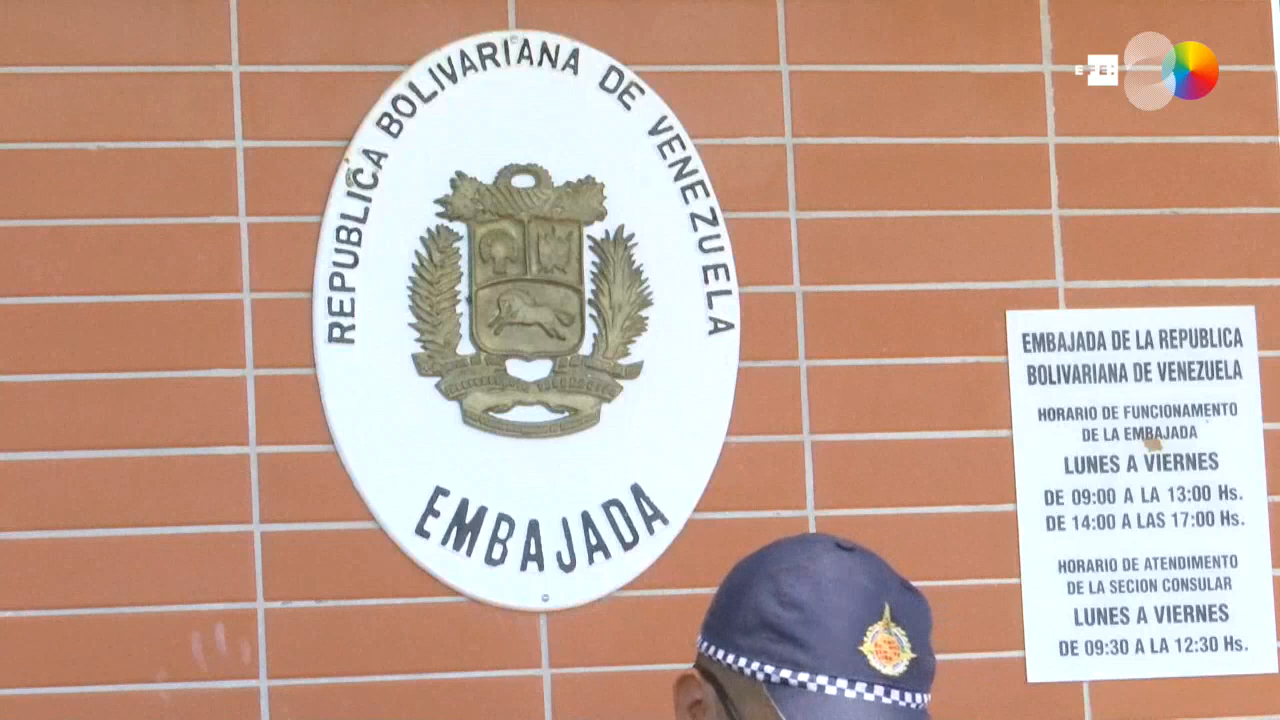 REPUBLICA BOLIVARIANA DE VENEZUELA
EMBAJADA
EFE:
EMBAJADA DE LA REPUBLICA
BOLIVARIANA DE VENEZUELA
HORARIO DE FUNCIONAMENTO
DE LA EMBAJADA
LUNES A VIERNES
DE 09:00 A LA 13:00 Hs.
DE 14:00 A LAS 17:00 Hs.
HORARIO DE ATENDIMENTO
DE LA SECION CONSULAR
LUNES A VIERNES
DE 09:30 A LA 12:30 Hs.